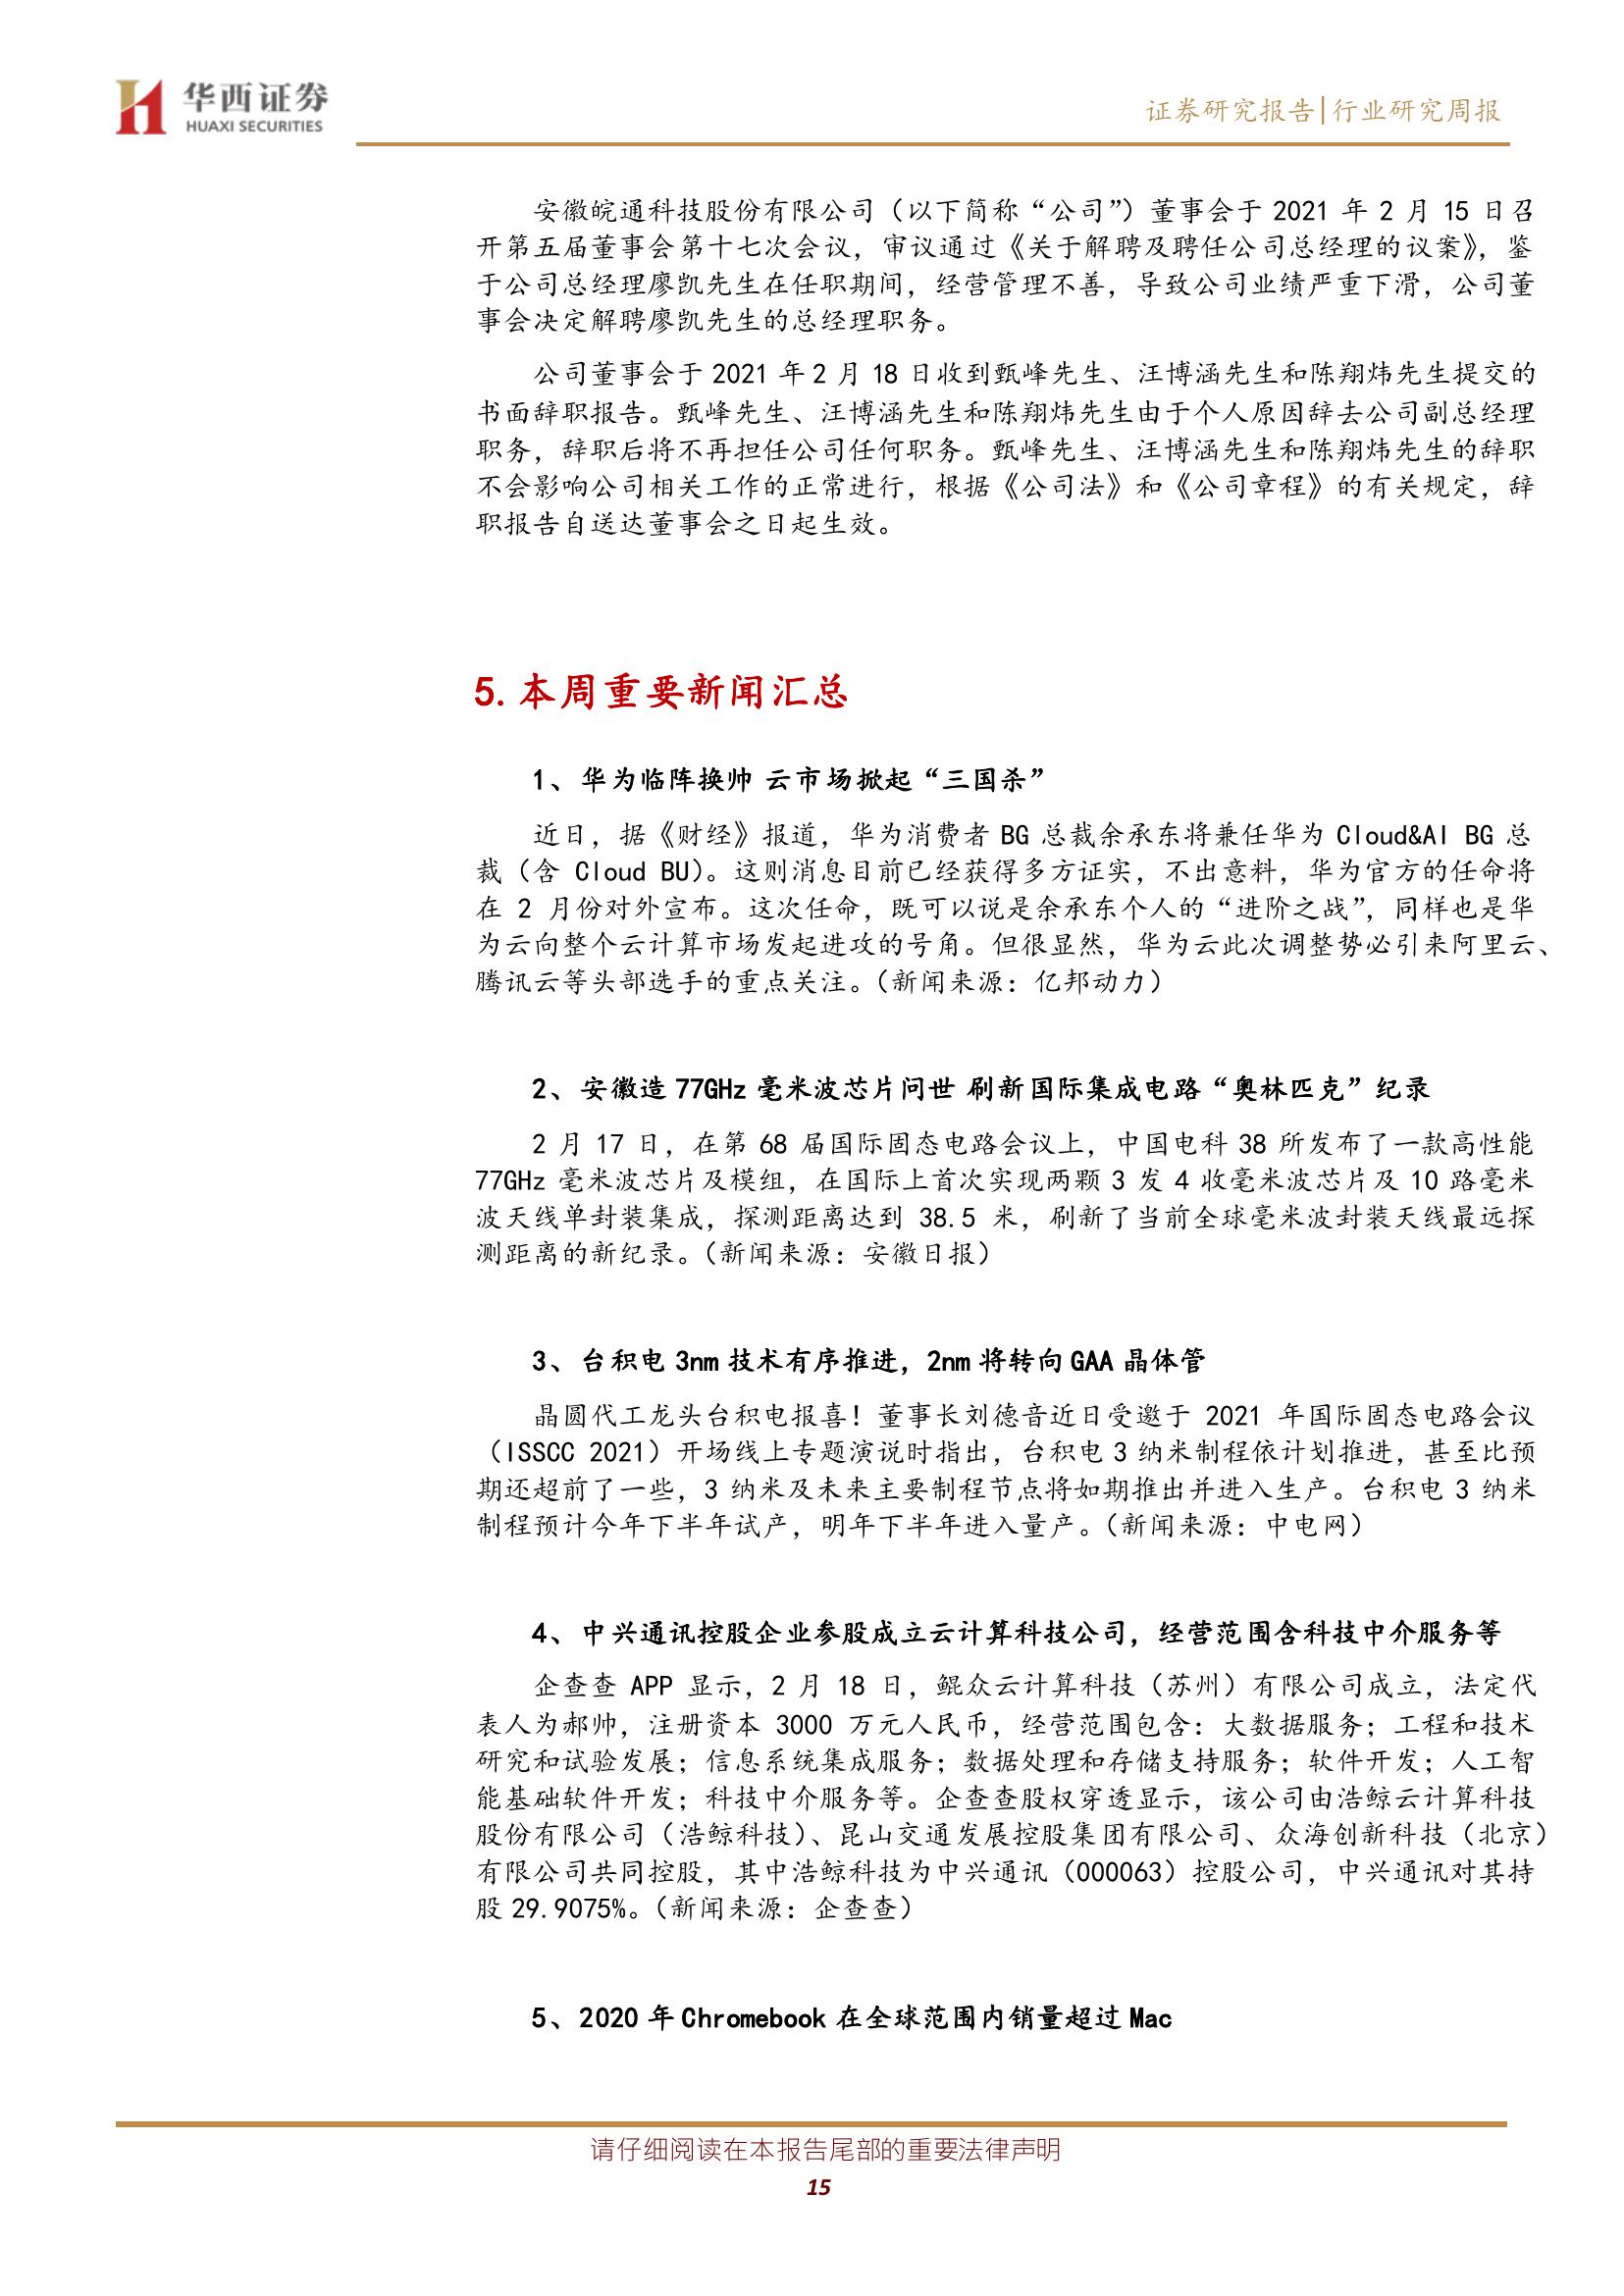 华西证券
HUAXI SECURITIES
证券研究报告|行业研究周报
安徽皖通科技股份有限公司（以下简称“公司”）董事会于 2021 年 2 月 15 日召
开第五届董事会第十七次会议，审议通过《关于解聘及聘任公司总经理的议案》，鉴
于公司总经理廖凯先生在任职期间，经营管理不善，导致公司业绩严重下滑，公司董
事会决定解聘廖凯先生的总经理职务。
公司董事会于 2021 年 2 月 18 日收到甄峰先生、汪博涵先生和陈翔炜先生提交的
书面辞职报告。甄峰先生、汪博涵先生和陈翔炜先生由于个人原因辞去公司副总经理
职务，辞职后将不再担任公司任何职务。甄峰先生、汪博涵先生和陈翔炜先生的辞职
不会影响公司相关工作的正常进行，根据《公司法》和《公司章程》的有关规定，辞
职报告自送达董事会之日起生效。
5. 本周重要新闻汇总
1、华为临阵换帅 云市场掀起“三国杀”
近日，据《财经》报道，华为消费者 BG 总裁余承东将兼任华为 Cloud&AI BG 总
裁（含 Cloud BU）。这则消息目前已经获得多方证实，不出意料，华为官方的任命将
在 2 月份对外宣布。这次任命，既可以说是余承东个人的“进阶之战”，同样也是华
为云向整个云计算市场发起进攻的号角。但很显然，华为云此次调整势必引来阿里云、
腾讯云等头部选手的重点关注。（新闻来源：亿邦动力）
2、安徽造 77GHz 毫米波芯片问世 刷新国际集成电路“奥林匹克”纪录
2 月 17 日，在第 68 届国际固态电路会议上，中国电科 38 所发布了一款高性能
77GHz 毫米波芯片及模组，在国际上首次实现两颗 3 发 4 收毫米波芯片及 10 路毫米
波天线单封装集成，探测距离达到 38.5 米，刷新了当前全球毫米波封装天线最远探
测距离的新纪录。（新闻来源：安徽日报）
3、台积电 3nm 技术有序推进，2nm 将转向 GAA 晶体管
晶圆代工龙头台积电报喜！董事长刘德音近日受邀于 2021 年国际固态电路会议
（ISSCC 2021）开场线上专题演说时指出，台积电 3 纳米制程依计划推进，甚至比预
期还超前了一些，3 纳米及未来主要制程节点将如期推出并进入生产。台积电 3 纳米
制程预计今年下半年试产，明年下半年进入量产。（新闻来源：中电网）
4、中兴通讯控股企业参股成立云计算科技公司，经营范围含科技中介服务等
企查查 APP 显示，2 月 18 日，鲲众云计算科技（苏州）有限公司成立，法定代
表人为郝帅，注册资本 3000 万元人民币，经营范围包含：大数据服务；工程和技术
研究和试验发展；信息系统集成服务；数据处理和存储支持服务；软件开发；人工智
能基础软件开发；科技中介服务等。企查查股权穿透显示，该公司由浩鲸云计算科技
股份有限公司（浩鲸科技）、昆山交通发展控股集团有限公司、众海创新科技（北京）
有限公司共同控股，其中浩鲸科技为中兴通讯（000063）控股公司，中兴通讯对其持
股 29.9075%。（新闻来源：企查查）
5、2020 年 Chromebook 在全球范围内销量超过 Mac
请仔细阅读在本报告尾部的重要法律声明
15